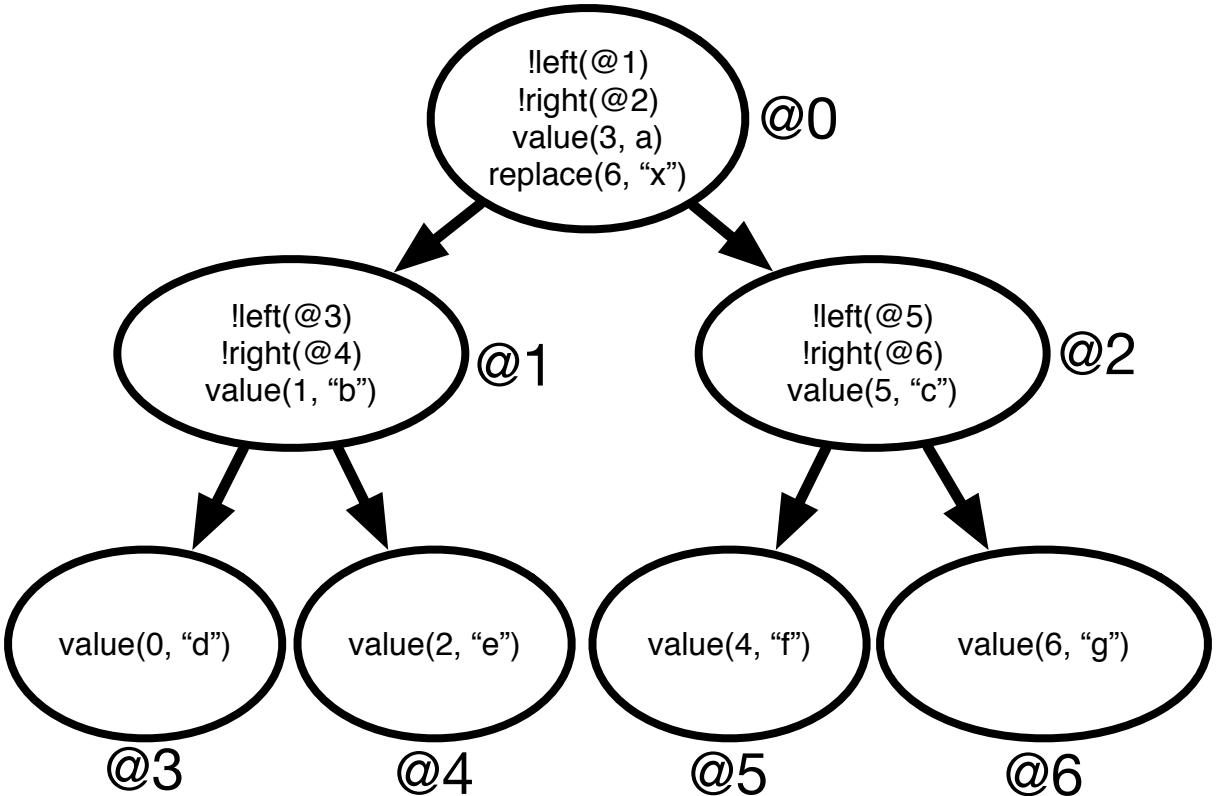 !left(@1)
!right(@2)
value(3, a)
replace(6, “x”)
@0
!left(@3)
!right(@4)
value(1, “b”)
@1
!left(@5)
!right(@6)
value(5, “c”)
@2
value(0, “d”)
value(2, “e”)
value(4, “f”)
value(6, “g”)
@3
@4
@5
@6